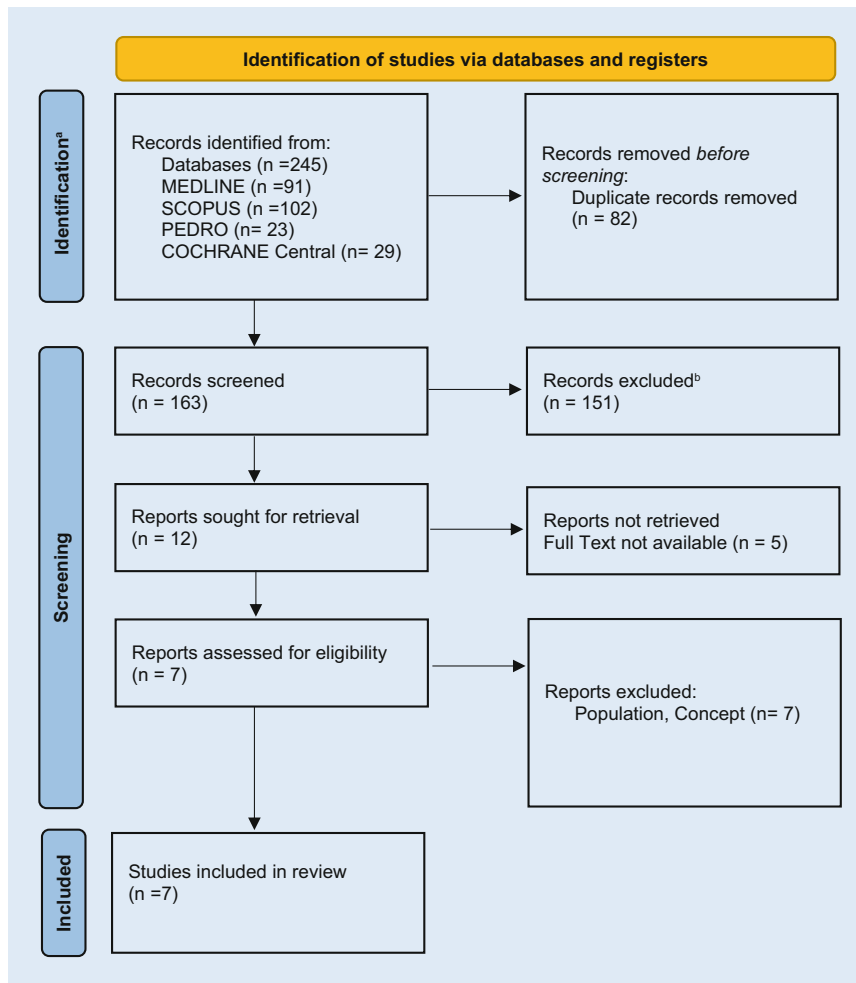 Identification of studies via databases and registers
Identificationᵃ
Records identified from:
Databases (n =245)
MEDLINE (n =91)
SCOPUS (n =102)
PEDRO (n= 23)
COCHRANE Central (n= 29)
Records removed before
screening:
Duplicate records removed
(n = 82)
Screening
Records screened
(n = 163)
Records excludedᵇ
(n = 151)
Reports sought for retrieval
(n = 12)
Reports not retrieved
Full Text not available (n = 5)
Reports assessed for eligibility
(n = 7)
Reports excluded:
Population, Concept (n= 7)
Included
Studies included in review
(n =7)